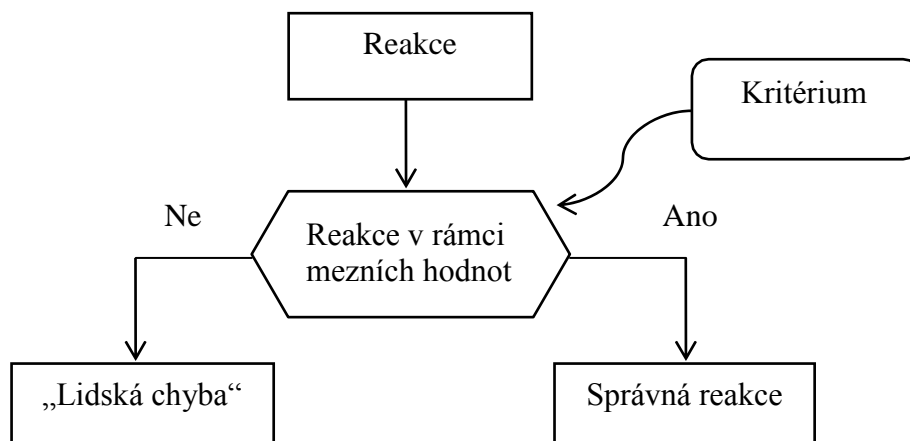 Reakce
Kritérium
Ne
Ano
Reakce v rámci
mezních hodnot
„Lidská chyba“
Správná reakce